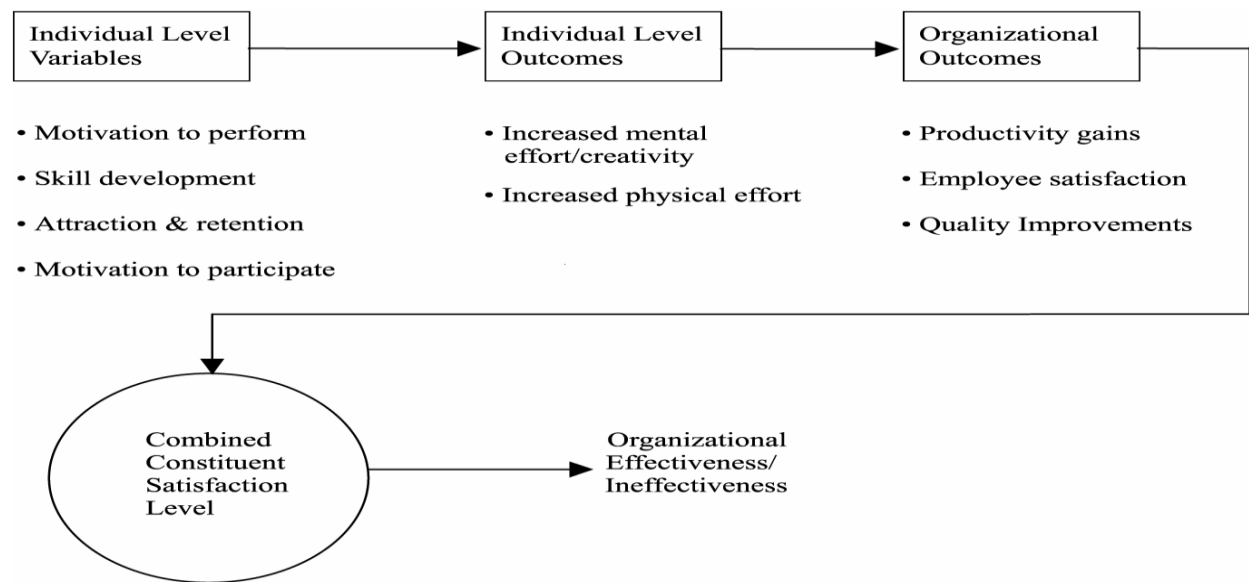 Individual Level
Variables
Individual Level
Outcomes
Organizational
Outcomes
• Motivation to perform
• Skill development
• Attraction & retention
• Motivation to participate
• Increased mental
effort/creativity
• Increased physical effort
• Productivity gains
• Employee satisfaction
• Quality Improvements
Combined
Constituent
Satisfaction
Level
Organizational
Effectiveness/
Ineffectiveness